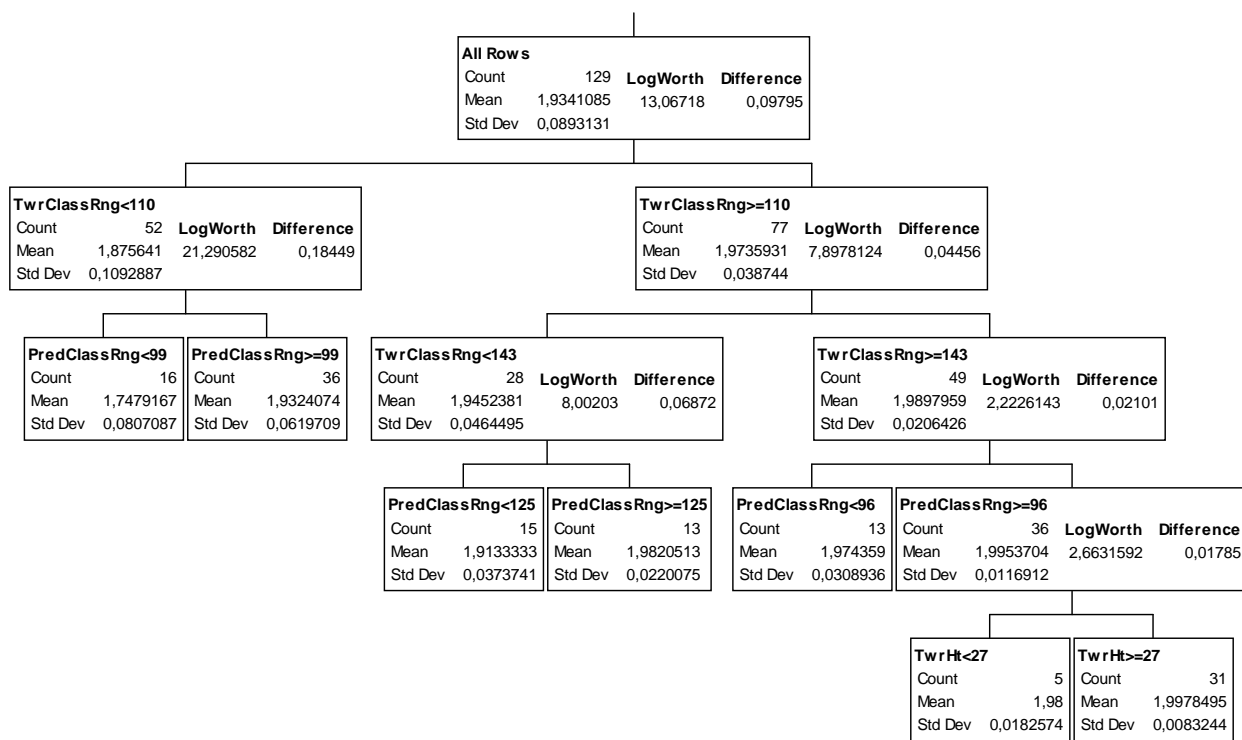 All Rows
Count 129 LogWorth Difference
Mean 1,9341085 13,06718 0,09795
Std Dev 0,0893131
TwrClassRng<110
Count 52 LogWorth Difference
Mean 1,875641 21,290582 0,18449
Std Dev 0,1092887
TwrClassRng>=110
Count 77 LogWorth Difference
Mean 1,9735931 7,8978124 0,04456
Std Dev 0,038744
PredClassRng<99
Count 16
Mean 1,7479167
Std Dev 0,0807087
PredClassRng>=99
Count 36
Mean 1,9324074
Std Dev 0,0619709
TwrClassRng<143
Count 28 LogWorth Difference
Mean 1,9452381 8,00203 0,06872
Std Dev 0,0464495
TwrClassRng>=143
Count 49 LogWorth Difference
Mean 1,9897959 2,2226143 0,02101
Std Dev 0,0206426
PredClassRng<125
Count 15
Mean 1,9133333
Std Dev 0,0373741
PredClassRng>=125
Count 13
Mean 1,9820513
Std Dev 0,0220075
PredClassRng<96
Count 13
Mean 1,974359
Std Dev 0,0308936
PredClassRng>=96
Count 36 LogWorth Difference
Mean 1,9953704 2,6631592 0,01785
Std Dev 0,0116912
TwrHt<27
Count 5
Mean 1,98
Std Dev 0,0182574
TwrHt>=27
Count 31
Mean 1,9978495
Std Dev 0,0083244